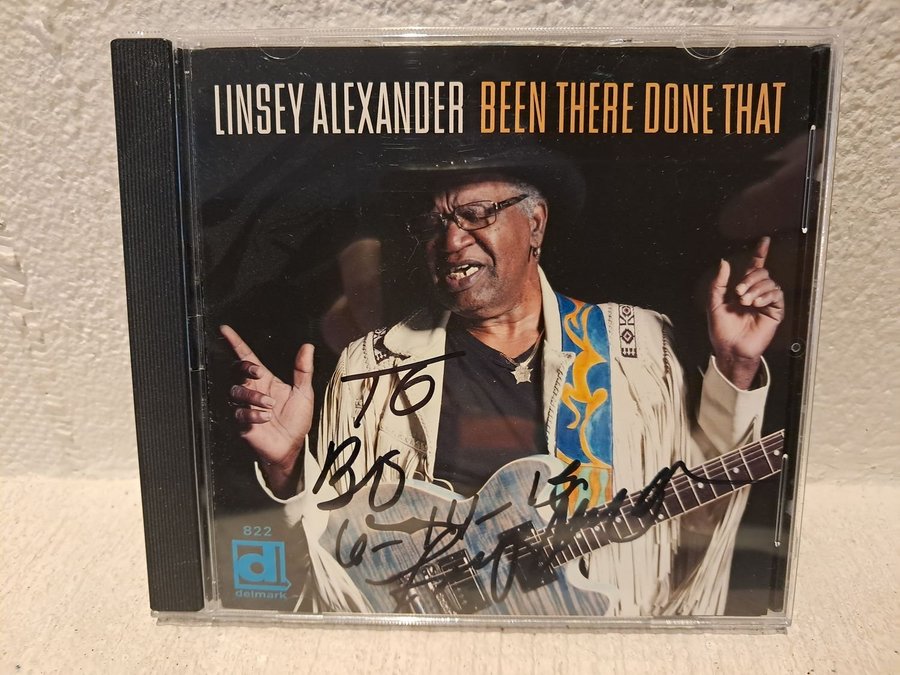 LINSEY ALEXANDER BEEN THERE DONE THAT
TO
BO
822
d
delmark